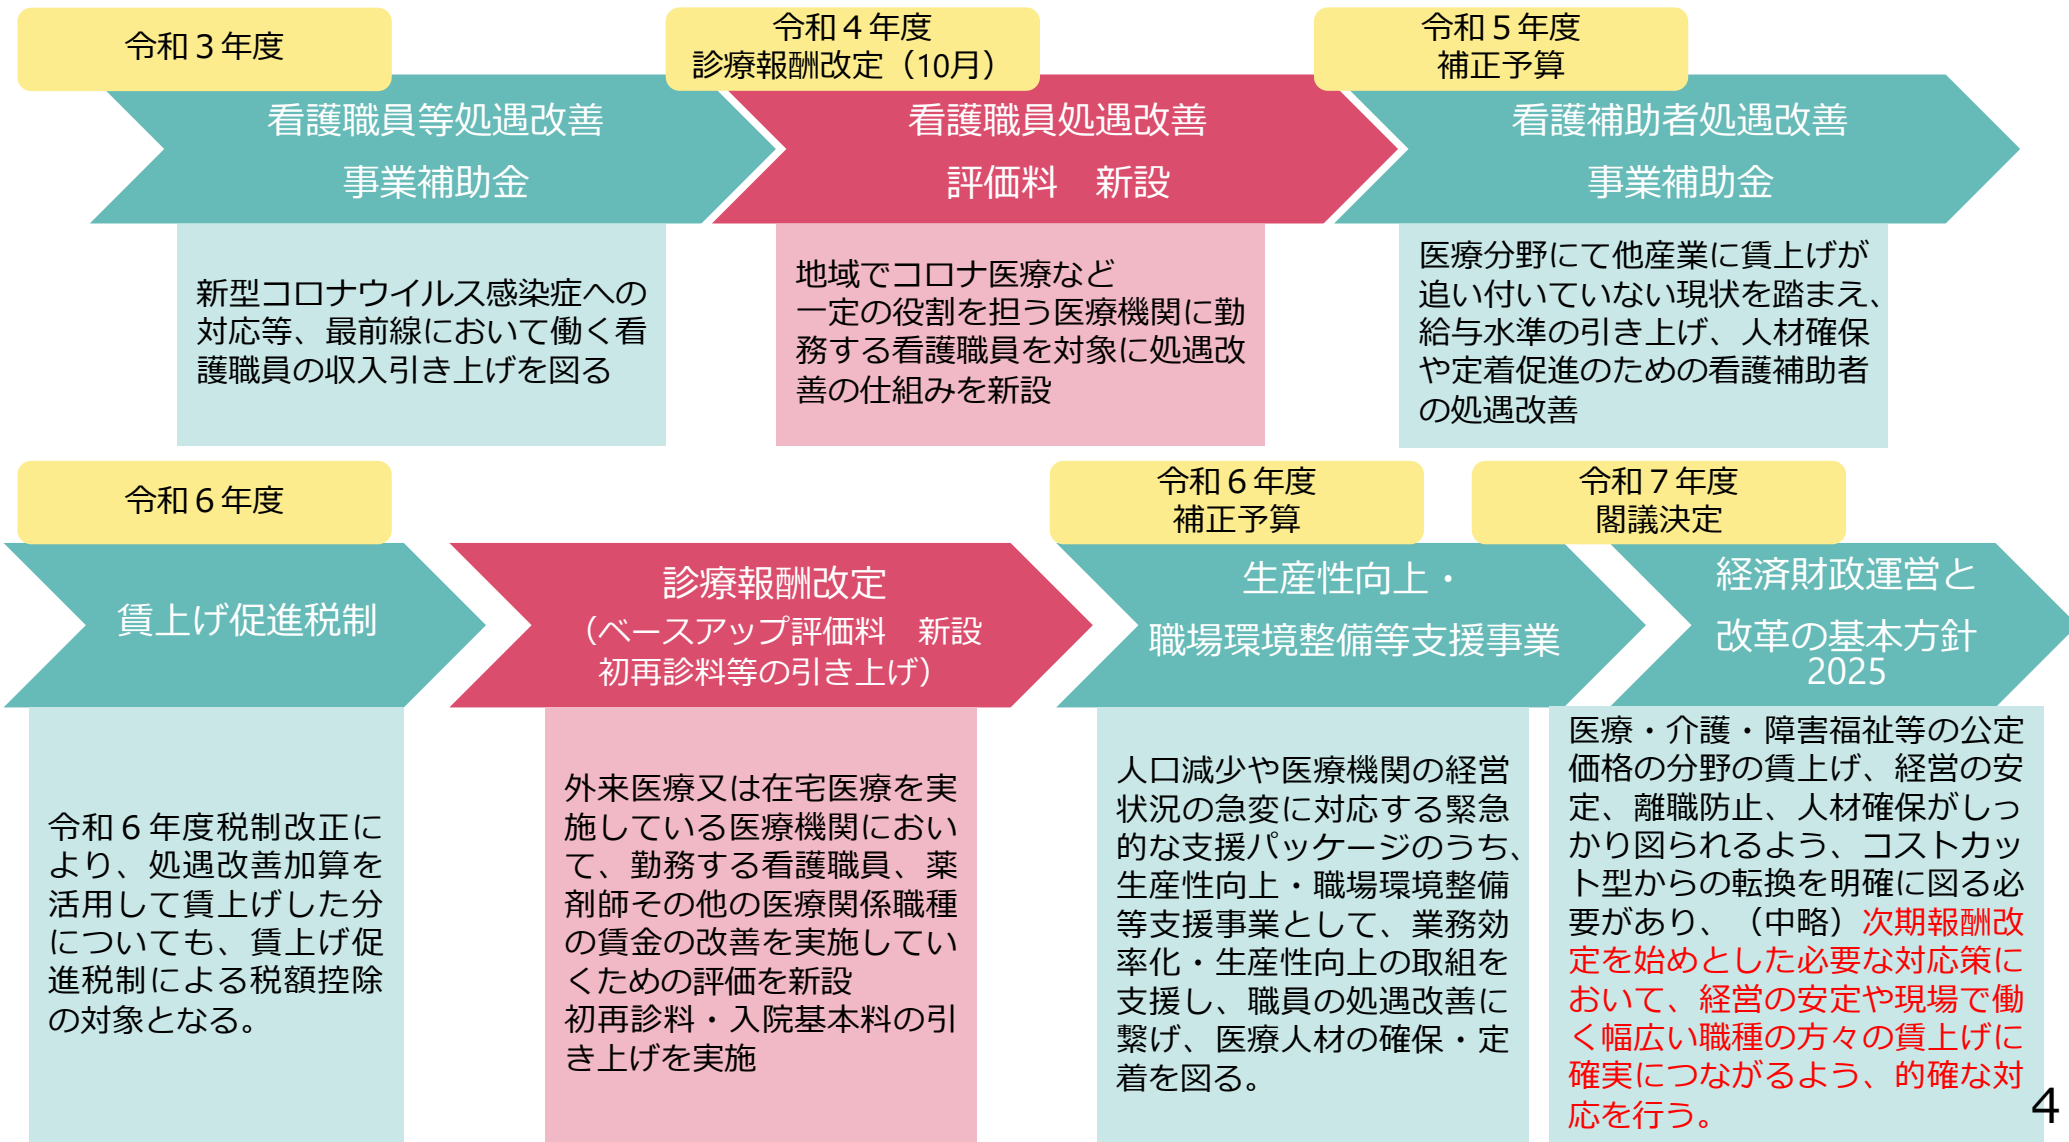 令和３年度
令和４年度
診療報酬改定（10月）
令和５年度
補正予算
看護職員等処遇改善
事業補助金
看護職員処遇改善
評価料　新設
看護補助者処遇改善
事業補助金
新型コロナウイルス感染症への
対応等、最前線において働く看
護職員の収入引き上げを図る
地域でコロナ医療など
一定の役割を担う医療機関に勤
務する看護職員を対象に処遇改
善の仕組みを新設
医療分野にて他産業に賃上げが
追い付いていない現状を踏まえ、
給与水準の引き上げ、人材確保
や定着促進のための看護補助者
の処遇改善
令和６年度
令和６年度
補正予算
令和７年度
閣議決定
賃上げ促進税制
診療報酬改定
（ベースアップ評価料　新設
初再診料等の引き上げ）
生産性向上・
職場環境整備等支援事業
経済財政運営と
改革の基本方針
2025
令和６年度税制改正に
より、処遇改善加算を
活用して賃上げした分
についても、賃上げ促
進税制による税額控除
の対象となる。
外来医療又は在宅医療を実
施している医療機関におい
て、勤務する看護職員、薬
剤師その他の医療関係職種
の賃金の改善を実施してい
くための評価を新設
初再診料・入院基本料の引
き上げを実施
人口減少や医療機関の経営
状況の急変に対応する緊急
的な支援パッケージのうち、
生産性向上・職場環境整備
等支援事業として、業務効
率化・生産性向上の取組を
支援し、職員の処遇改善に
繋げ、医療人材の確保・定
着を図る。
医療・介護・障害福祉等の公定
価格の分野の賃上げ、経営の安
定、離職防止、人材確保がしっ
かり図られるよう、コストカッ
ト型からの転換を明確に図る必
要があり、（中略）次期報酬改
定を始めとした必要な対応策に
おいて、経営の安定や現場で働
く幅広い職種の方々の賃上げに
確実につながるよう、的確な対
応を行う。
4